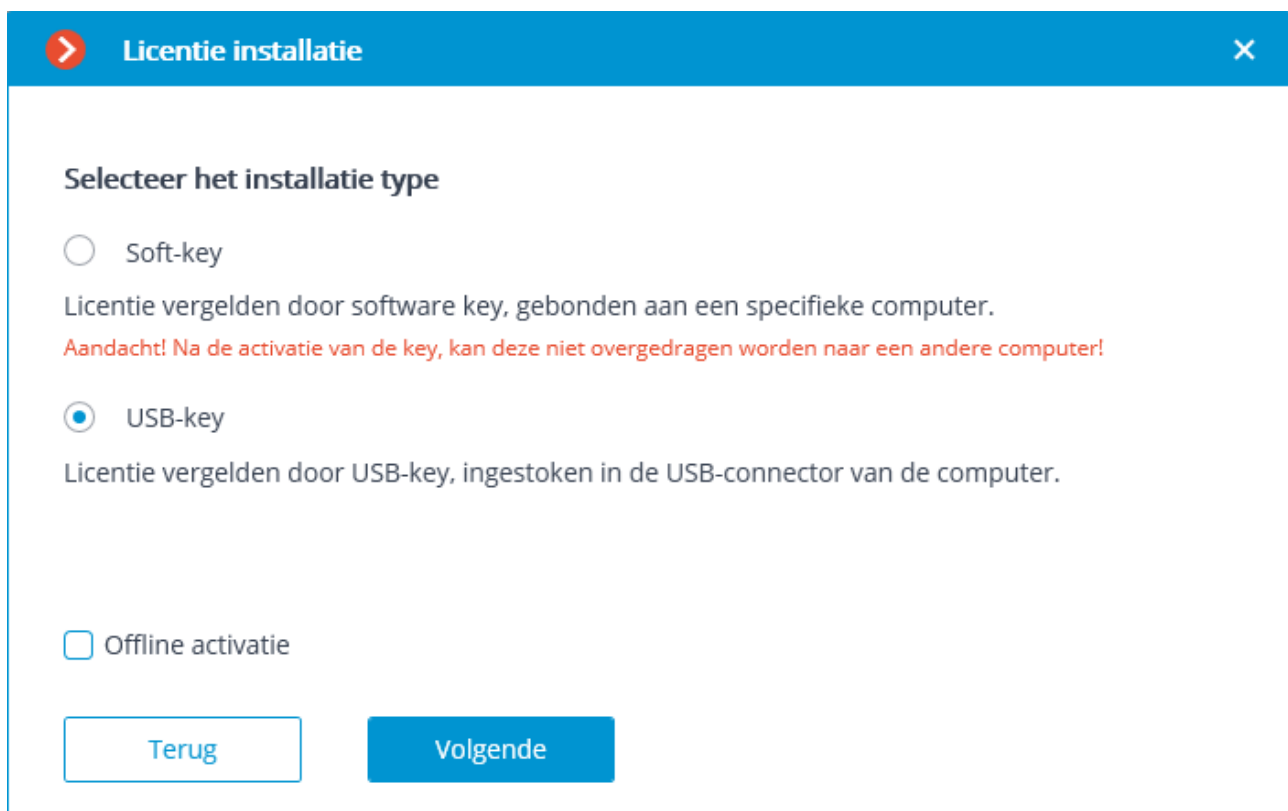 Licentie installatie
Selecteer het installatie type
Soft-key
Licentie vergelden door software key, gebonden aan een specifieke computer.
Aandacht! Na de activatie van de key, kan deze niet overgedragen worden naar een andere computer!
USB-key
Licentie vergelden door USB-key, ingestoken in de USB-connector van de computer.
Offline activatie
Terug
Volgende